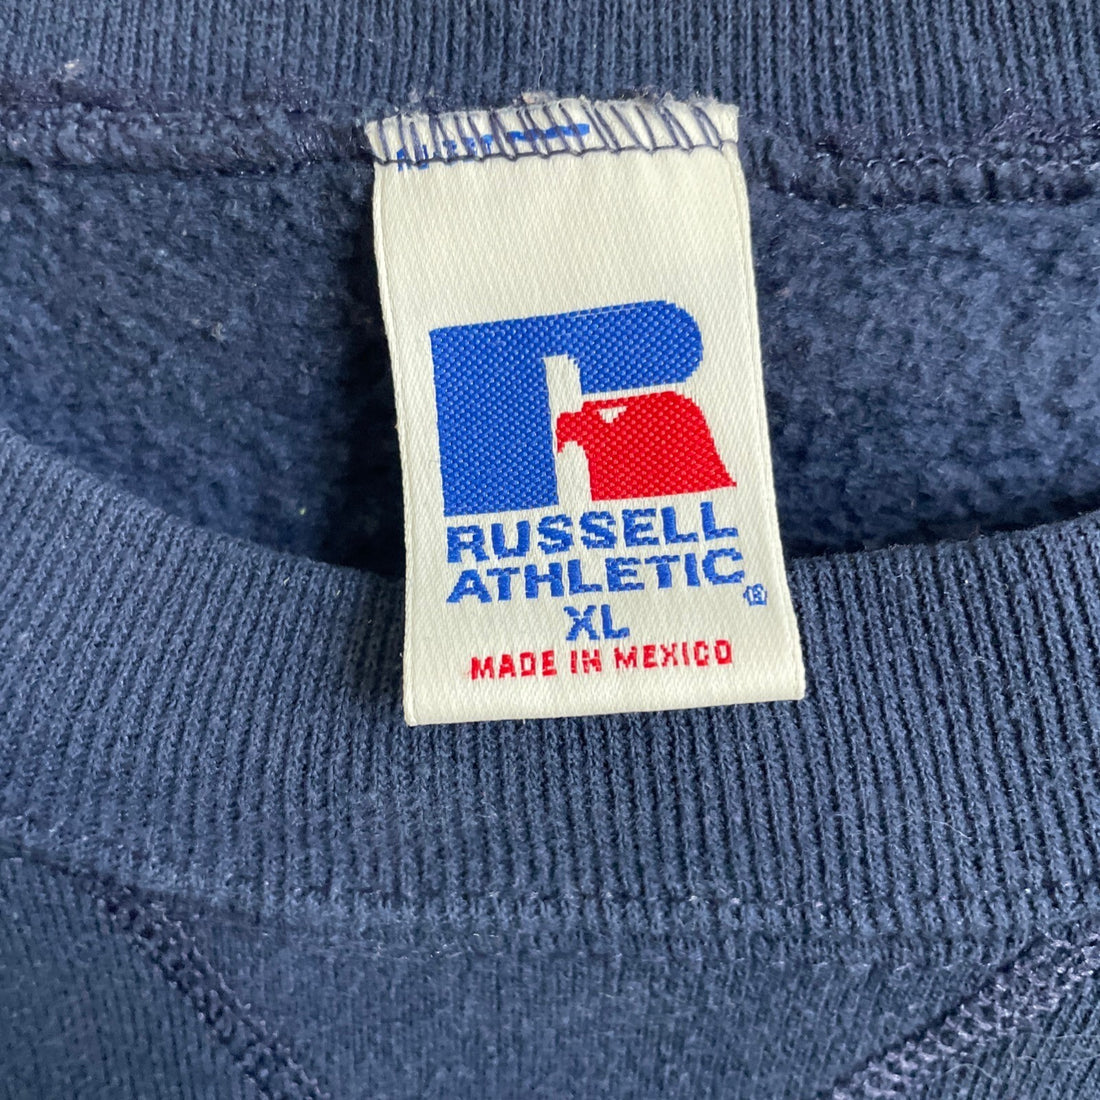 RUSSELL
ATHLETIC®
XL
MADE IN MEXICO